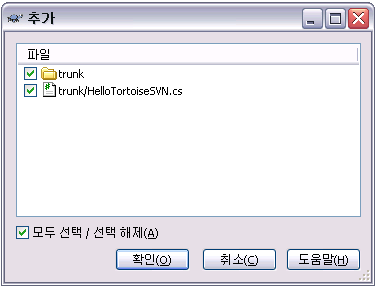 추가
파일
trunk
trunk/HelloTortoiseSVN.cs
모두 선택 / 선택 해제(A)
확인(O) 취소(C) 도움말(H)